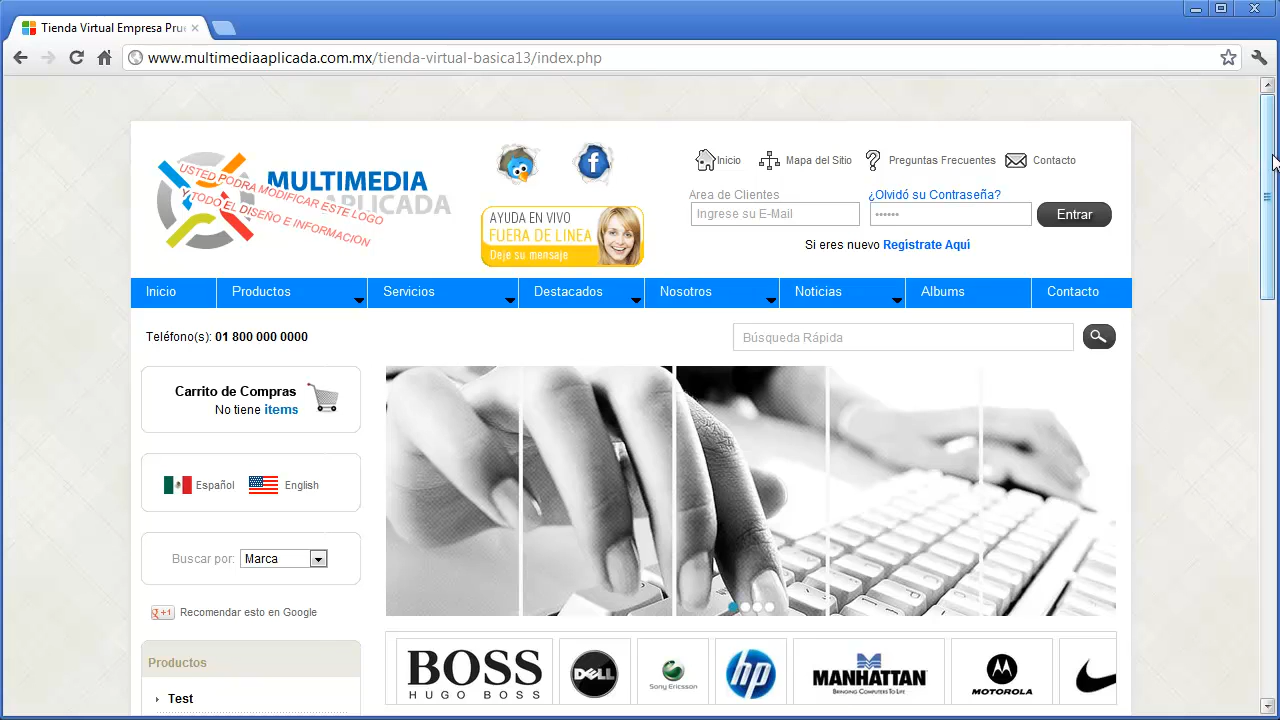 Tienda Virtual Empresa Pru
www.multimediaaplicada.com.mx/tienda-virtual-basica13/index.php
MULTIMEDIA
APLICADA
USTED PODRA MODIFICAR ESTE LOGO
Y TODO EL DISEÑO E INFORMACION
AYUDA EN VIVO
FUERA DE LINEA
Deje su mensaje
Inicio
Mapa del Sitio
Preguntas Frecuentes
Contacto
Area de Clientes
¿Olvidó su Contraseña?
Ingrese su E-Mail
Entrar
Si eres nuevo Registrate Aqui
Inicio
Productos
Servicios
Destacados
Nosotros
Noticias
Albums
Contacto
Teléfono(s): 01 800 000 0000
Búsqueda Rápida
Carrito de Compras
No tiene items
Español
English
Buscar por:
Marca
+1
Recomendar esto en Google
Productos
Test
BOSS
HUGO BOSS
DELL
Sony Ericsson
hp
MANHATTAN
BRINGING COMPUTERS TO LIFE
MOTOROLA